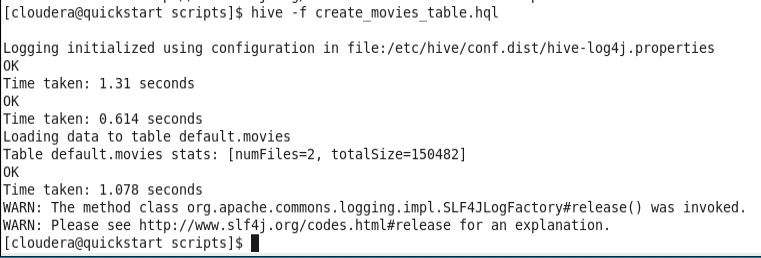 [cloudera@quickstart scripts]$ hive -f create_movies_table.hql
Logging initialized using configuration in file:/etc/hive/conf.dist/hive-log4j.properties
OK
Time taken: 1.31 seconds
OK
Time taken: 0.614 seconds
Loading data to table default.movies
Table default.movies stats: [numFiles=2, totalSize=150482]
OK
Time taken: 1.078 seconds
WARN: The method class org.apache.commons.logging.impl.SLF4JLogFactory#release() was invoked.
WARN: Please see http://www.slf4j.org/codes.html#release for an explanation.
[cloudera@quickstart scripts]$